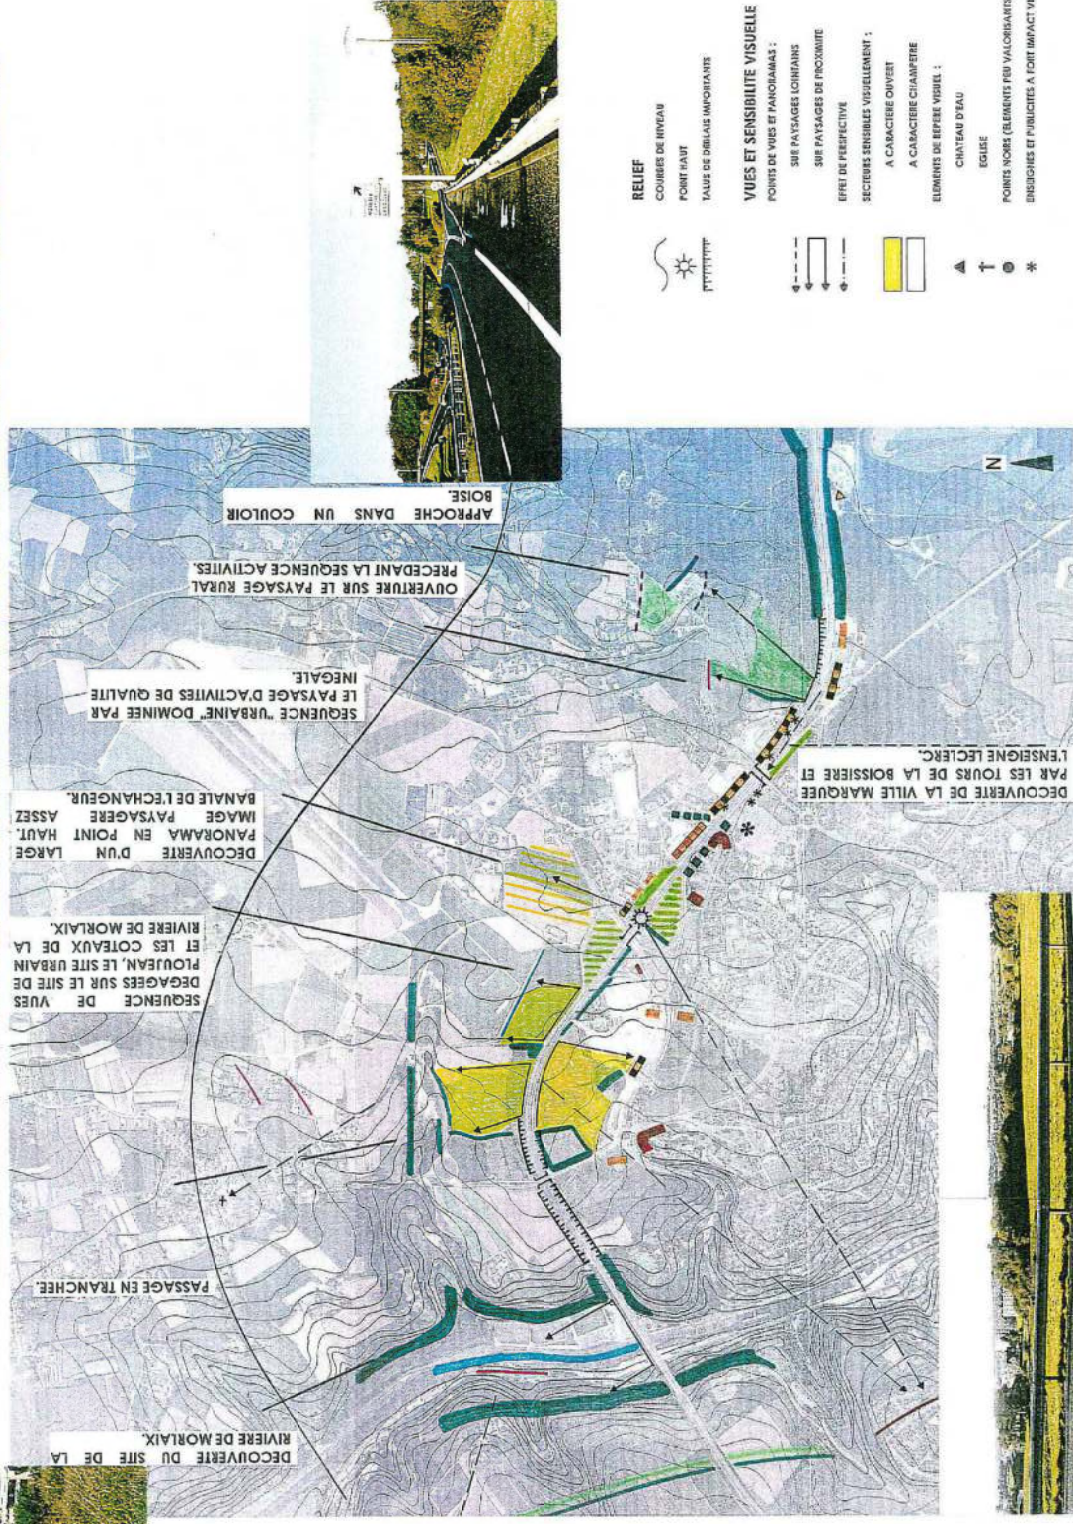 RELIEF
COURBES DE NIVEAU
POINT HAUT
TALUS DE DEBLAIS IMPORTANTS
VUES ET SENSIBILITE VISUELLE
POINTS DE VUES ET PANORAMAS :
SUR PAYSAGES LOINTAINS
SUR PAYSAGES DE PROXIMITE
EFFET DE PERSPECTIVE
SECTEURS SENSIBLES VISUELLEMENT :
A CARACTERE OUVERT
A CARACTERE CHAMPETRE
ELEMENTS DE REPERE VISUEL :
CHATEAU D'EAU
EGLISE
POINTS NOIRS (ELEMENTS PEU VALORISANTS
ENSEIGNES ET PUBLICITES A FORT IMPACT
APPROCHE DANS UN COULOIR
BOISE.
OUVERTURE SUR LE PAYSAGE RURAL
PRECEDANT LA SEQUENCE ACTIVITES.
SEQUENCE "URBAINE" DOMINEE PAR
LE PAYSAGE D'ACTIVITES DE QUALITE
INEGALE.
DECOUVERTE DE LA VILLE MARQUEE
PAR LES TOURS DE LA BOISSIERE ET
L'ENSEIGNE LECLERC.
DECOUVERTE D'UN LARGE
PANORAMA EN POINT HAUT.
IMAGE PAYSAGERE ASSEZ
BANALE DE L'ECHANGEUR.
SEQUENCE DE VUES
DEGAGEES SUR LE SITE DE
PLOUJEAN, LE SITE URBAIN
ET LES COTEAUX DE LA
RIVIERE DE MORLAIX.
PASSAGE EN TRANCHEE.
DECOUVERTE DU SITE DE LA
RIVIERE DE MORLAIX.
N